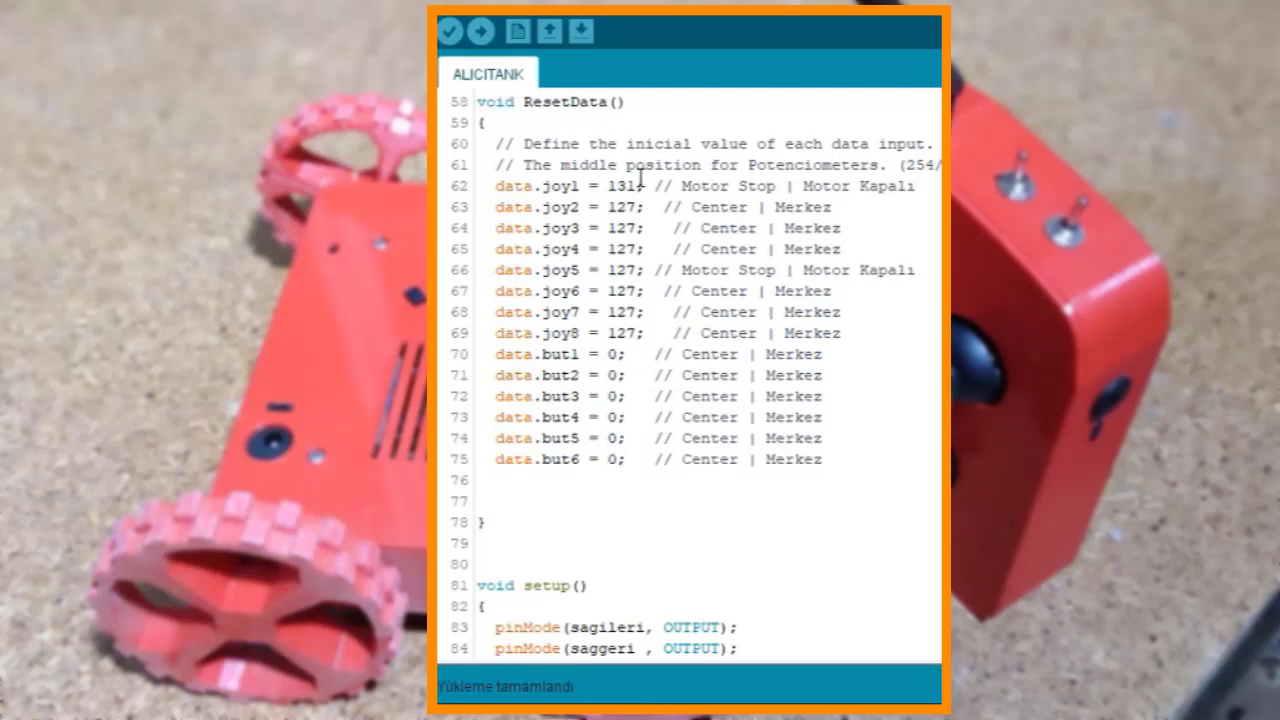 ALICITANK
58 void ResetData()
59 {
60 // Define the inicial value of each data input.
61 // The middle position for Potenciometers. (254/
62 data.joy1 = 131; // Motor Stop | Motor Kapalı
63 data.joy2 = 127; // Center | Merkez
64 data.joy3 = 127; // Center | Merkez
65 data.joy4 = 127; // Center | Merkez
66 data.joy5 = 127; // Motor Stop | Motor Kapalı
67 data.joy6 = 127; // Center | Merkez
68 data.joy7 = 127; // Center | Merkez
69 data.joy8 = 127; // Center | Merkez
70 data.but1 = 0; // Center | Merkez
71 data.but2 = 0; // Center | Merkez
72 data.but3 = 0; // Center | Merkez
73 data.but4 = 0; // Center | Merkez
74 data.but5 = 0; // Center | Merkez
75 data.but6 = 0; // Center | Merkez
76
77
78 }
79
80
81 void setup()
82 {
83 pinMode(sagileri, OUTPUT);
84 pinMode(saggeri , OUTPUT);
Yükleme tamamlandı